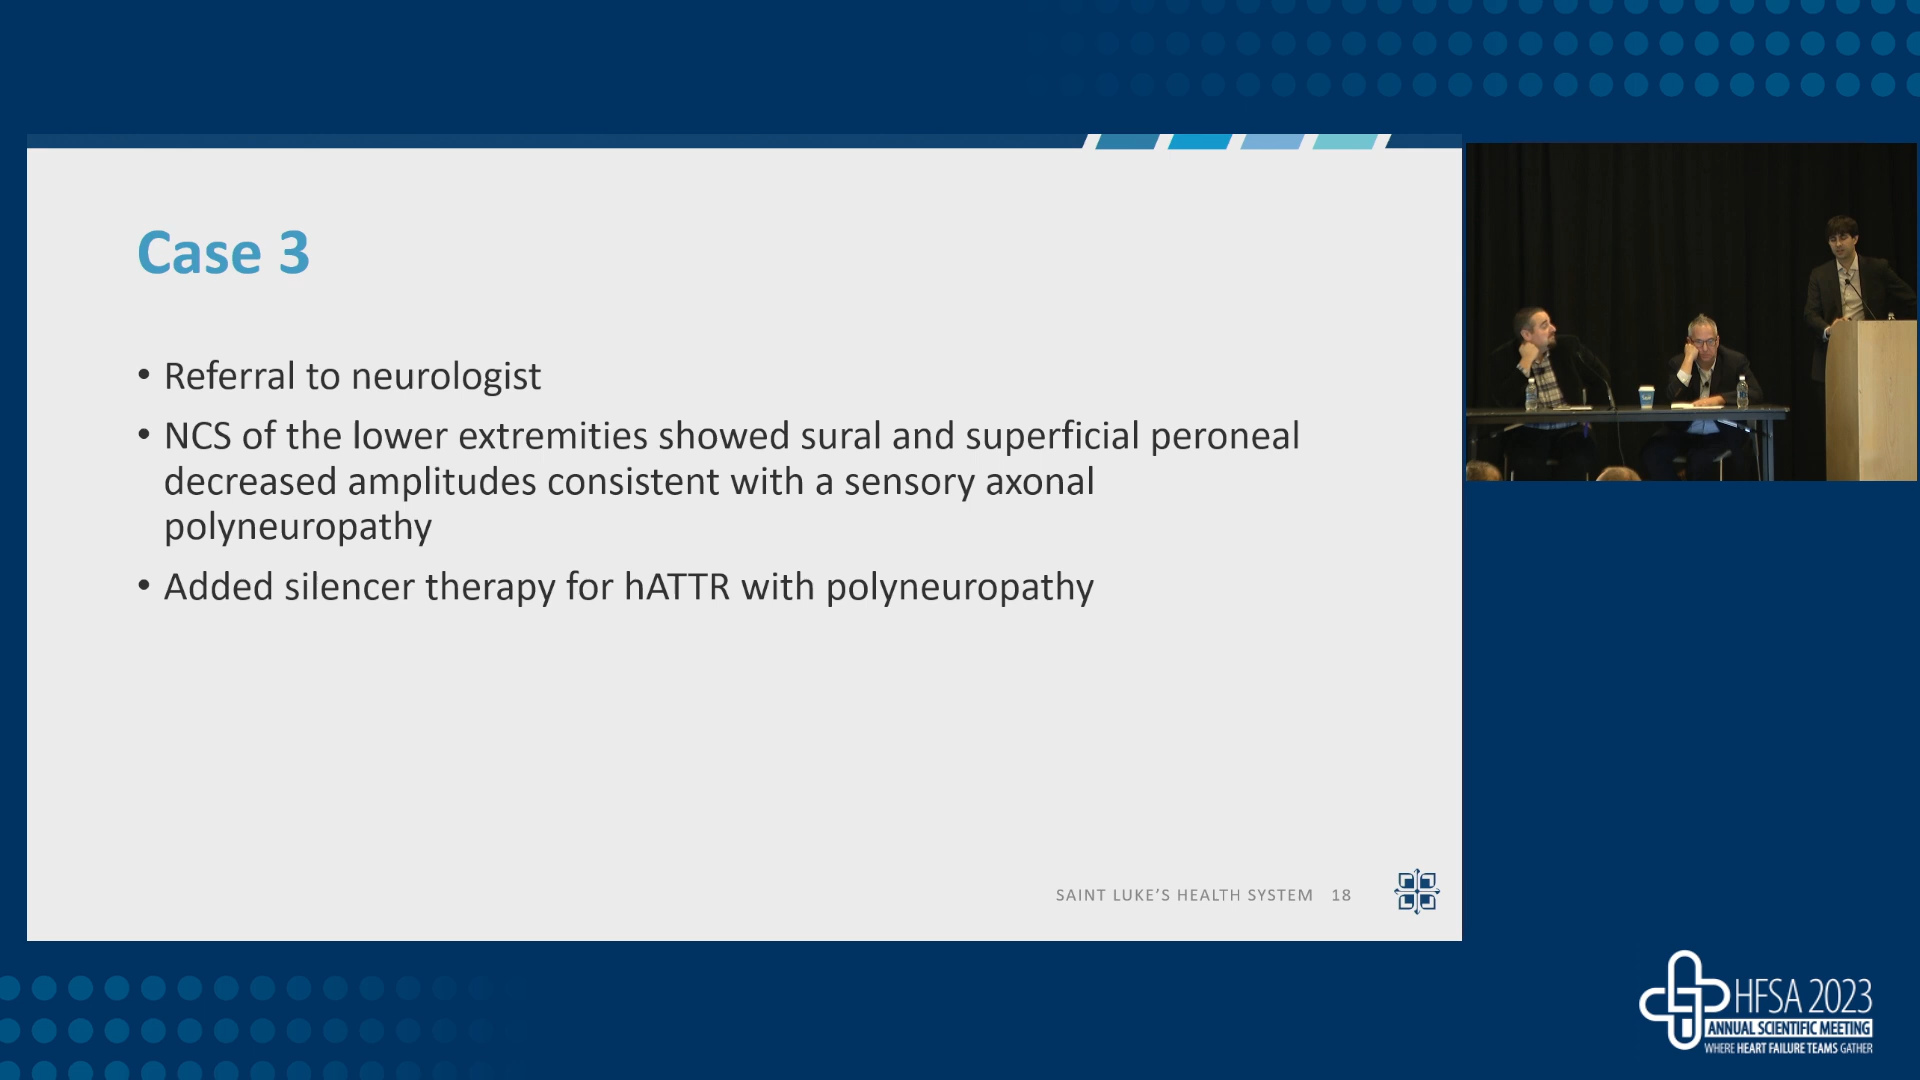 Case 3
• Referral to neurologist
• NCS of the lower extremities showed sural and superficial peroneal
decreased amplitudes consistent with a sensory axonal
polyneuropathy
• Added silencer therapy for hATTR with polyneuropathy
SAINT LUKE’S HEALTH SYSTEM 18
HFSA 2023
ANNUAL SCIENTIFIC MEETING
WHERE HEART FAILURE TEAMS GATHER